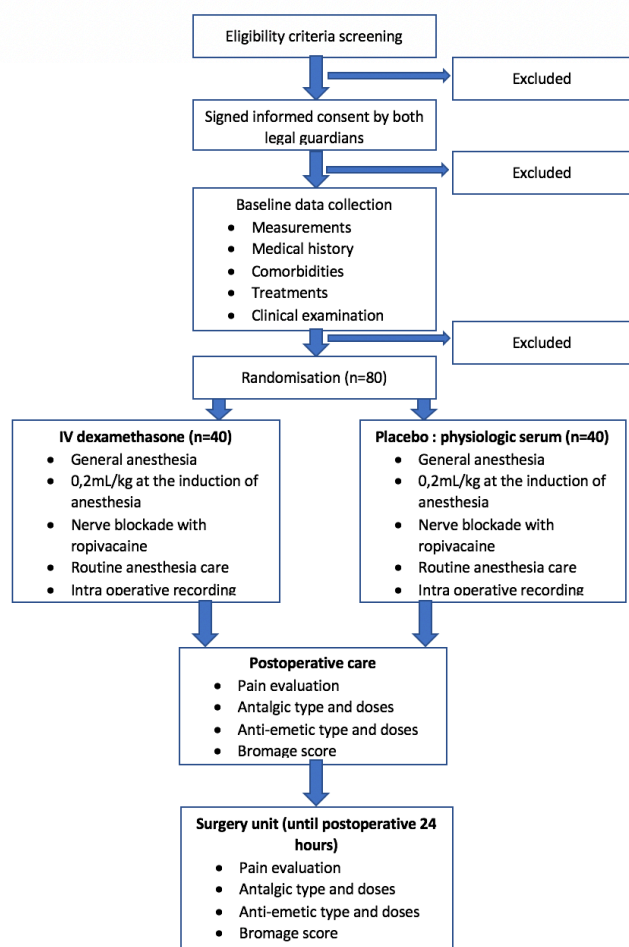 Eligibility criteria screening
Excluded
Signed informed consent by both
legal guardians
Excluded
Baseline data collection
• Measurements
• Medical history
• Comorbidities
• Treatments
• Clinical examination
Excluded
Randomisation (n=80)
IV dexamethasone (n=40)
• General anesthesia
• 0,2mL/kg at the induction of
anesthesia
• Nerve blockade with
ropivacaine
• Routine anesthesia care
• Intra operative recording
Placebo : physiologic serum (n=40)
• General anesthesia
• 0,2mL/kg at the induction of
anesthesia
• Nerve blockade with
ropivacaine
• Routine anesthesia care
• Intra operative recording
Postoperative care
• Pain evaluation
• Antalgic type and doses
• Anti-emetic type and doses
• Bromage score
Surgery unit (until postoperative 24
hours)
• Pain evaluation
• Antalgic type and doses
• Anti-emetic type and doses
• Bromage score